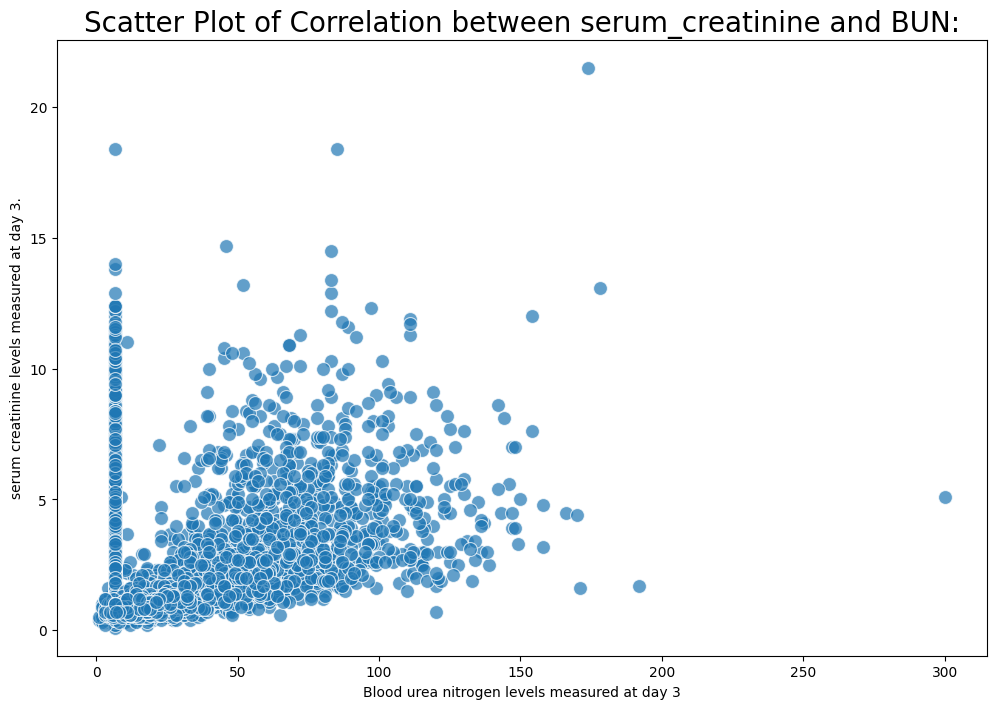 Scatter Plot of Correlation between serum_creatinine and BUN:
serum creatinine levels measured at day 3.
20
15
10
5
0
0 50 100 150 200 250 300
Blood urea nitrogen levels measured at day 3